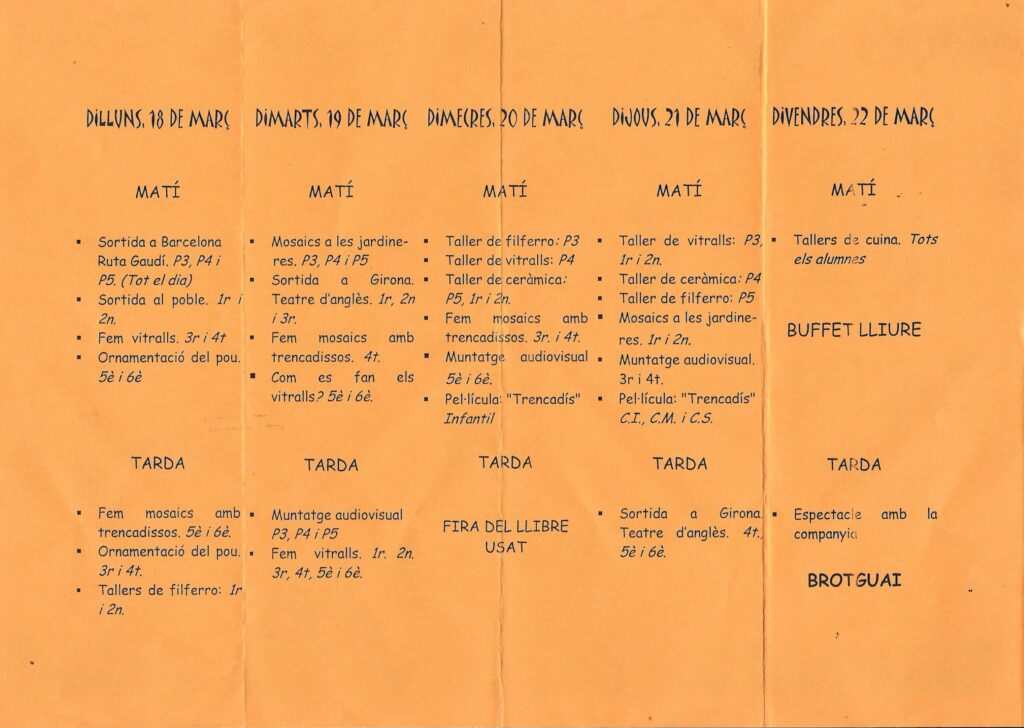 DILLUNS, 18 DE MARÇ
MATÍ
▪ Sortida a Barcelona
Ruta Gaudí. P3, P4 i
P5. (Tot el dia)
▪ Sortida al poble. 1r i
2n.
▪ Fem vitralls. 3r i 4t
▪ Ornamentació del pou.
5è i 6è
TARDA
▪ Fem mosaics amb
trencadissos. 5è i 6è.
▪ Ornamentació del pou.
3r i 4t.
▪ Tallers de filferro: 1r
i 2n.
DIMARTS, 19 DE MARÇ
MATÍ
▪ Mosaics a les jardine-
res. P3, P4 i P5
▪ Sortida a Girona.
Teatre d'anglès. 1r, 2n
i 3r.
▪ Fem mosaics amb
trencadissos. 4t.
▪ Com es fan els
vitralls? 5è i 6è.
TARDA
▪ Muntatge audiovisual
P3, P4 i P5
▪ Fem vitralls. 1r. 2n.
3r, 4t, 5è i 6è.
DIMECRES, 20 DE MARÇ
MATÍ
▪ Taller de filferro: P3
▪ Taller de vitralls: P4
▪ Taller de ceràmica:
P5, 1r i 2n.
▪ Fem mosaics amb
trencadissos. 3r. i 4t.
▪ Muntatge audiovisual
5è i 6è.
▪ Pel·lícula: "Trencadís"
Infantil
TARDA
FIRA DEL LLIBRE
USAT
DIJOUS, 21 DE MARÇ
MATÍ
▪ Taller de vitralls: P3,
1r i 2n.
▪ Taller de ceràmica: P4
▪ Taller de filferro: P5
▪ Mosaics a les jardine-
res. 1r i 2n.
▪ Muntatge audiovisual.
3r i 4t.
▪ Pel·lícula: "Trencadís"
C.I., C.M. i C.S.
TARDA
▪ Sortida a Girona.
Teatre d'anglès. 4t.,
5è i 6è.
DIVENDRES, 22 DE MARÇ
MATÍ
▪ Tallers de cuina. Tots
els alumnes
BUFFET LLIURE
TARDA
▪ Espectacle amb la
companyia
BROTGUAI